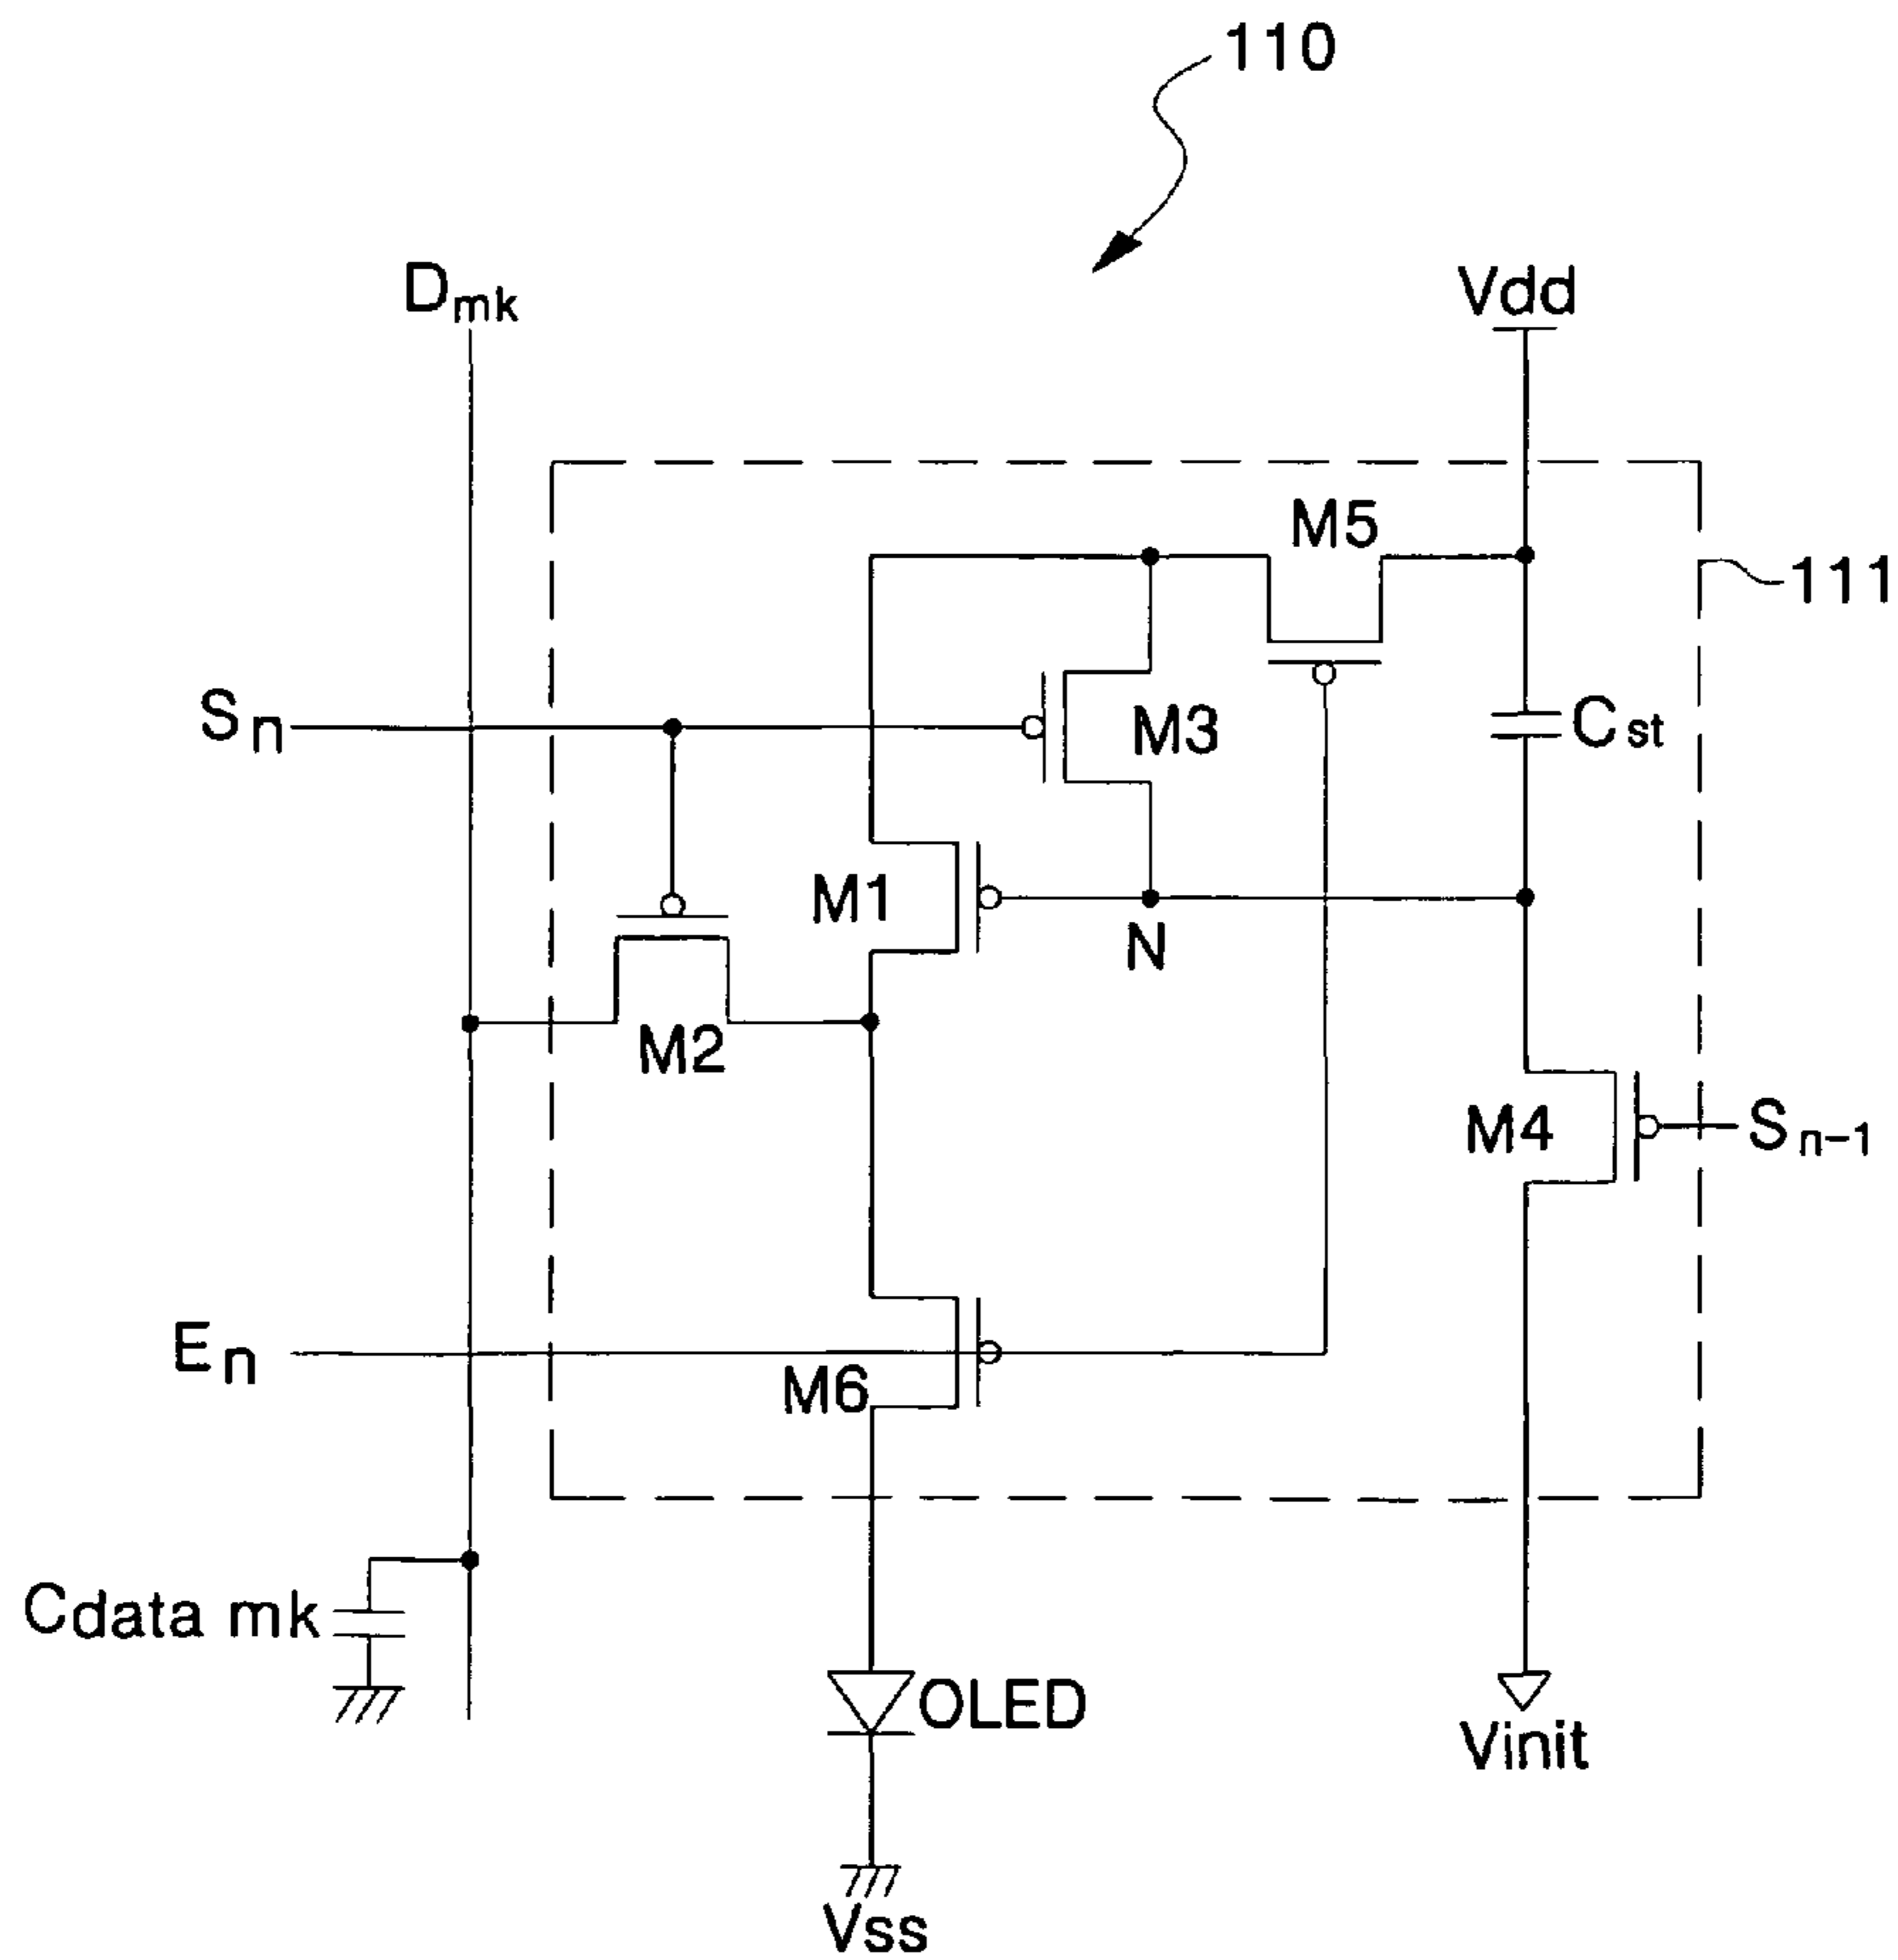 110
Dmk
Vdd
M5
111
Sn
M3
Cst
M1
N
M2
M4
Sn-1
En
M6
Cdata mk
OLED
Vinit
Vss